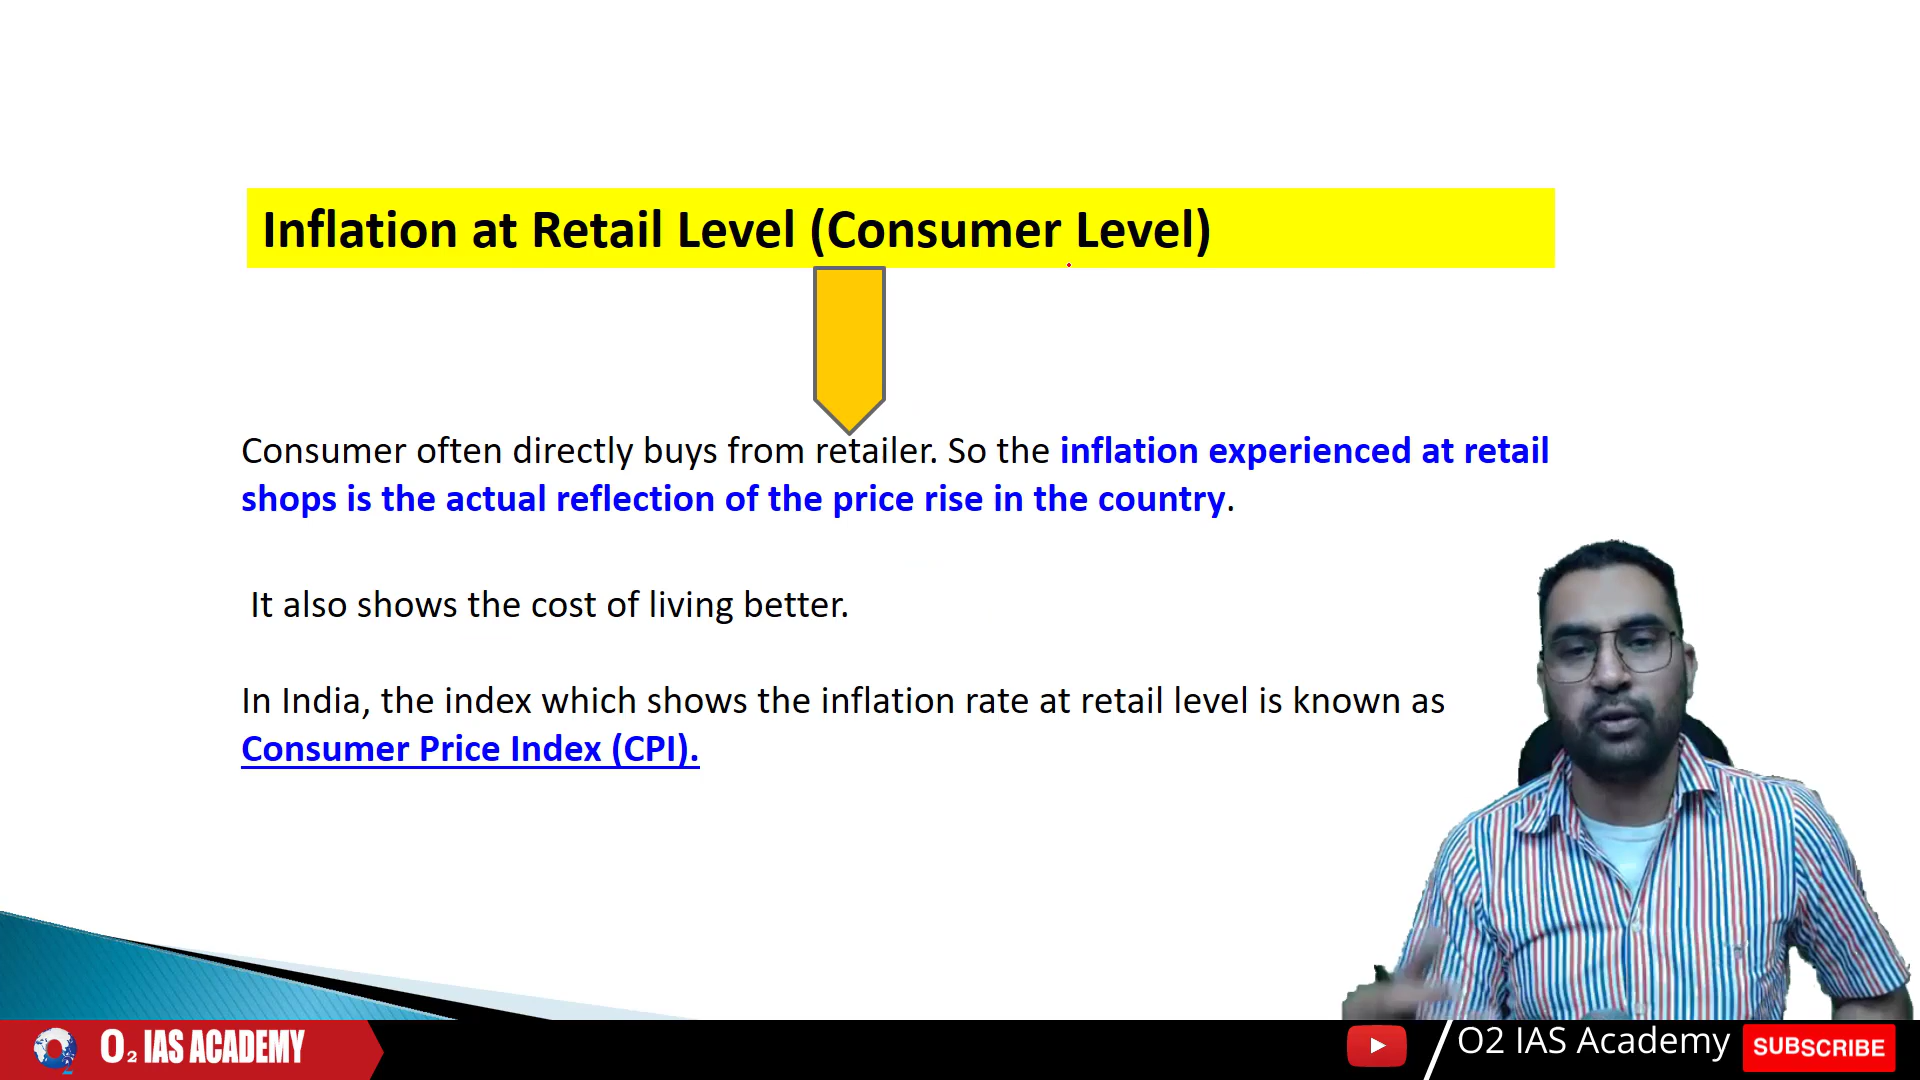 Inflation at Retail Level (Consumer Level)
Consumer often directly buys from retailer. So the inflation experienced at retail
shops is the actual reflection of the price rise in the country.
It also shows the cost of living better.
In India, the index which shows the inflation rate at retail level is known as
Consumer Price Index (CPI).
O₂ IAS ACADEMY
O2 IAS Academy
SUBSCRIBE